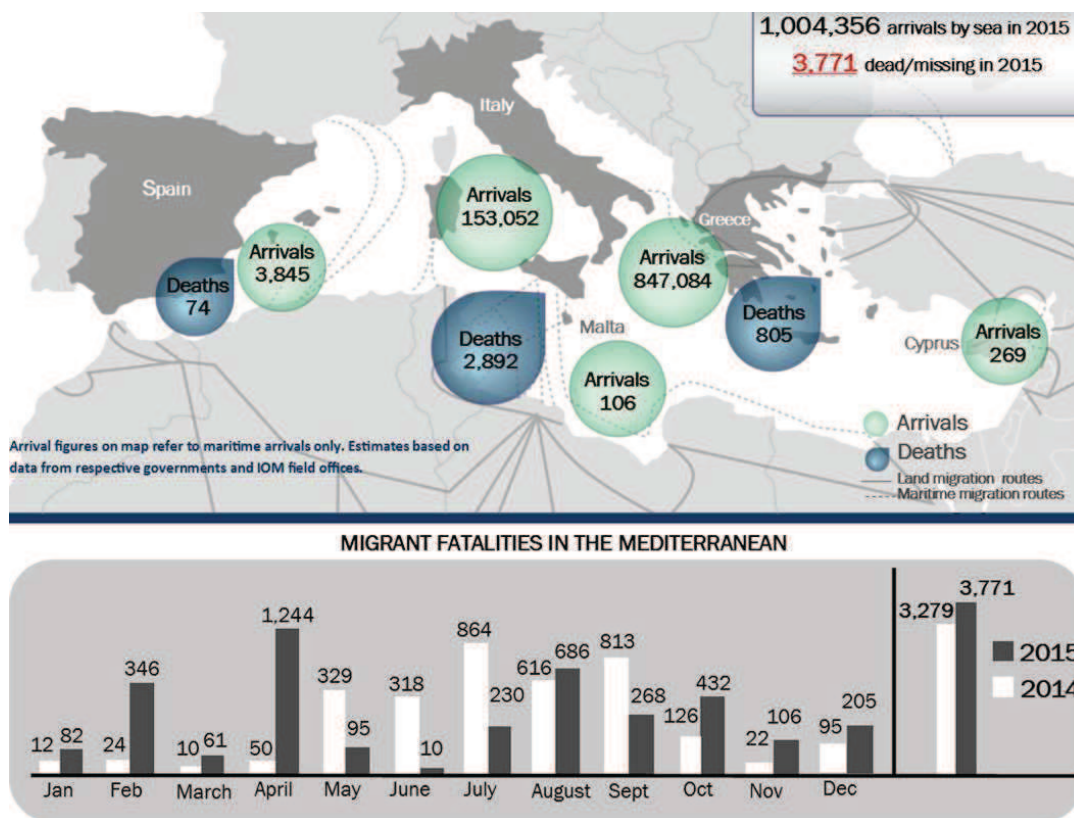 1,004,356 arrivals by sea in 2015
3,771 dead/missing in 2015
Italy
Spain
Arrivals
153,052
Greece
Arrivals
3,845
Arrivals
847,084
Deaths
74
Deaths
805
Malta
Deaths
2,892
Cyprus
Arrivals
269
Arrivals
106
Arrivals
Deaths
Land migration routes
Maritime migration routes
Arrival figures on map refer to maritime arrivals only. Estimates based on
data from respective governments and IOM field offices.
MIGRANT FATALITIES IN THE MEDITERRANEAN
12 82 24 346 10 61 50 1,244 329 95 318 10 864 230 616 686 813 268 126 432 22 106 95 205 3,279 3,771
2015
2014
Jan Feb March April May June July August Sept Oct Nov Dec